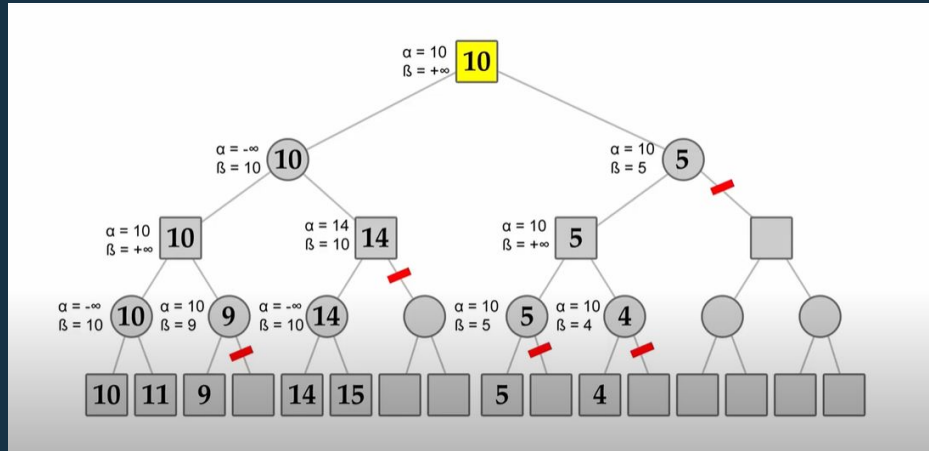 α = 10
ß = +∞
10
α = -∞
ß = 10
10
α = 10
ß = 5
5
α = 10
ß = +∞
10
α = 14
ß = 10
14
α = 10
ß = +∞
5
α = -∞
ß = 10
10
α = 10
ß = 9
9
α = -∞
ß = 10
14
α = 10
ß = 5
5
α = 10
ß = 4
4
10 11 9 14 15 5 4